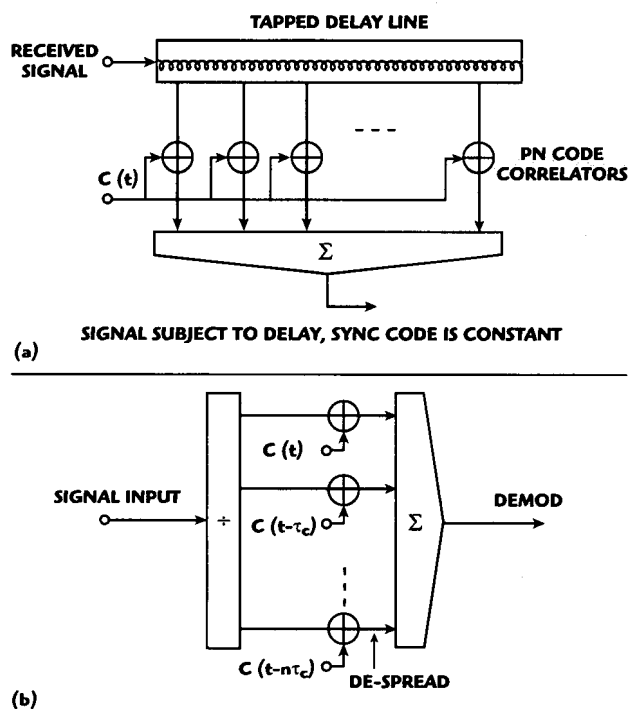 TAPPED DELAY LINE
RECEIVED
SIGNAL
C (t)
PN CODE
CORRELATORS
Σ
SIGNAL SUBJECT TO DELAY, SYNC CODE IS CONSTANT
(a)
C (t)
SIGNAL INPUT
÷
C (t-τc)
Σ
DEMOD
C (t-nτc)
DE-SPREAD
(b)